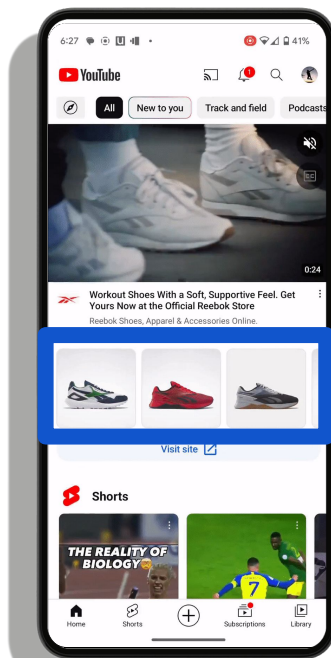 6:27
41%
YouTube
1
All
New to you
Track and field
Podcasts
0:24
Workout Shoes With a Soft, Supportive Feel. Get
Yours Now at the Official Reebok Store
Reebok Shoes, Apparel & Accessories Online.
Visit site
Shorts
THE REALITY OF
BIOLOGY
7
Home
Shorts
Subscriptions
Library